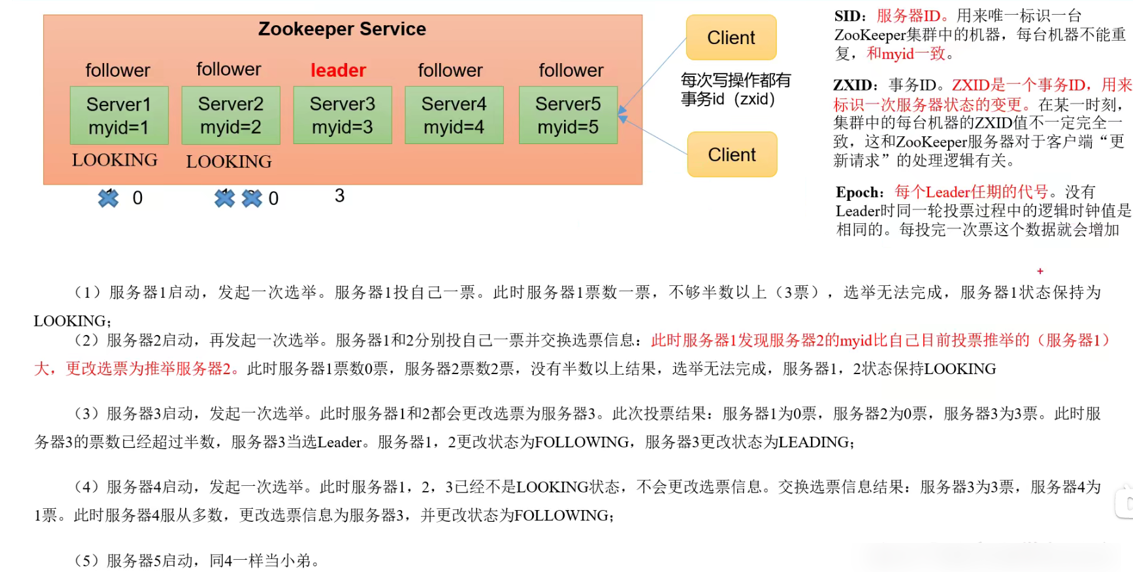 Zookeeper Service
follower
follower
leader
follower
follower
Server1
myid=1
Server2
myid=2
Server3
myid=3
Server4
myid=4
Server5
myid=5
LOOKING
LOOKING
0
0
3
Client
每次写操作都有
事务id（zxid）
Client
SID：服务器ID。用来唯一标识一台
ZooKeeper集群中的机器，每台机器不能重
复，和myid一致。
ZXID：事务ID。ZXID是一个事务ID，用来
标识一次服务器状态的变更。在某一时刻，
集群中的每台机器的ZXID值不一定完全一
致，这和ZooKeeper服务器对于客户端“更
新请求”的处理逻辑有关。
Epoch：每个Leader任期的代号。没有
Leader时同一轮投票过程中的逻辑时钟值是
相同的。每投完一次票这个数据就会增加
（1）服务器1启动，发起一次选举。服务器1投自己一票。此时服务器1票数一票，不够半数以上（3票），选举无法完成，服务器1状态保持为
LOOKING；
（2）服务器2启动，再发起一次选举。服务器1和2分别投自己一票并交换选票信息：此时服务器1发现服务器2的myid比自己目前投票推举的（服务器1）
大，更改选票为推举服务器2。此时服务器1票数0票，服务器2票数2票，没有半数以上结果，选举无法完成，服务器1，2状态保持LOOKING
（3）服务器3启动，发起一次选举。此时服务器1和2都会更改选票为服务器3。此次投票结果：服务器1为0票，服务器2为0票，服务器3为3票。此时服
务器3的票数已经超过半数，服务器3当选Leader。服务器1，2更改状态为FOLLOWING，服务器3更改状态为LEADING；
（4）服务器4启动，发起一次选举。此时服务器1，2，3已经不是LOOKING状态，不会更改选票信息。交换选票信息结果：服务器3为3票，服务器4为
1票。此时服务器4服从多数，更改选票信息为服务器3，并更改状态为FOLLOWING；
（5）服务器5启动，同4一样当小弟。